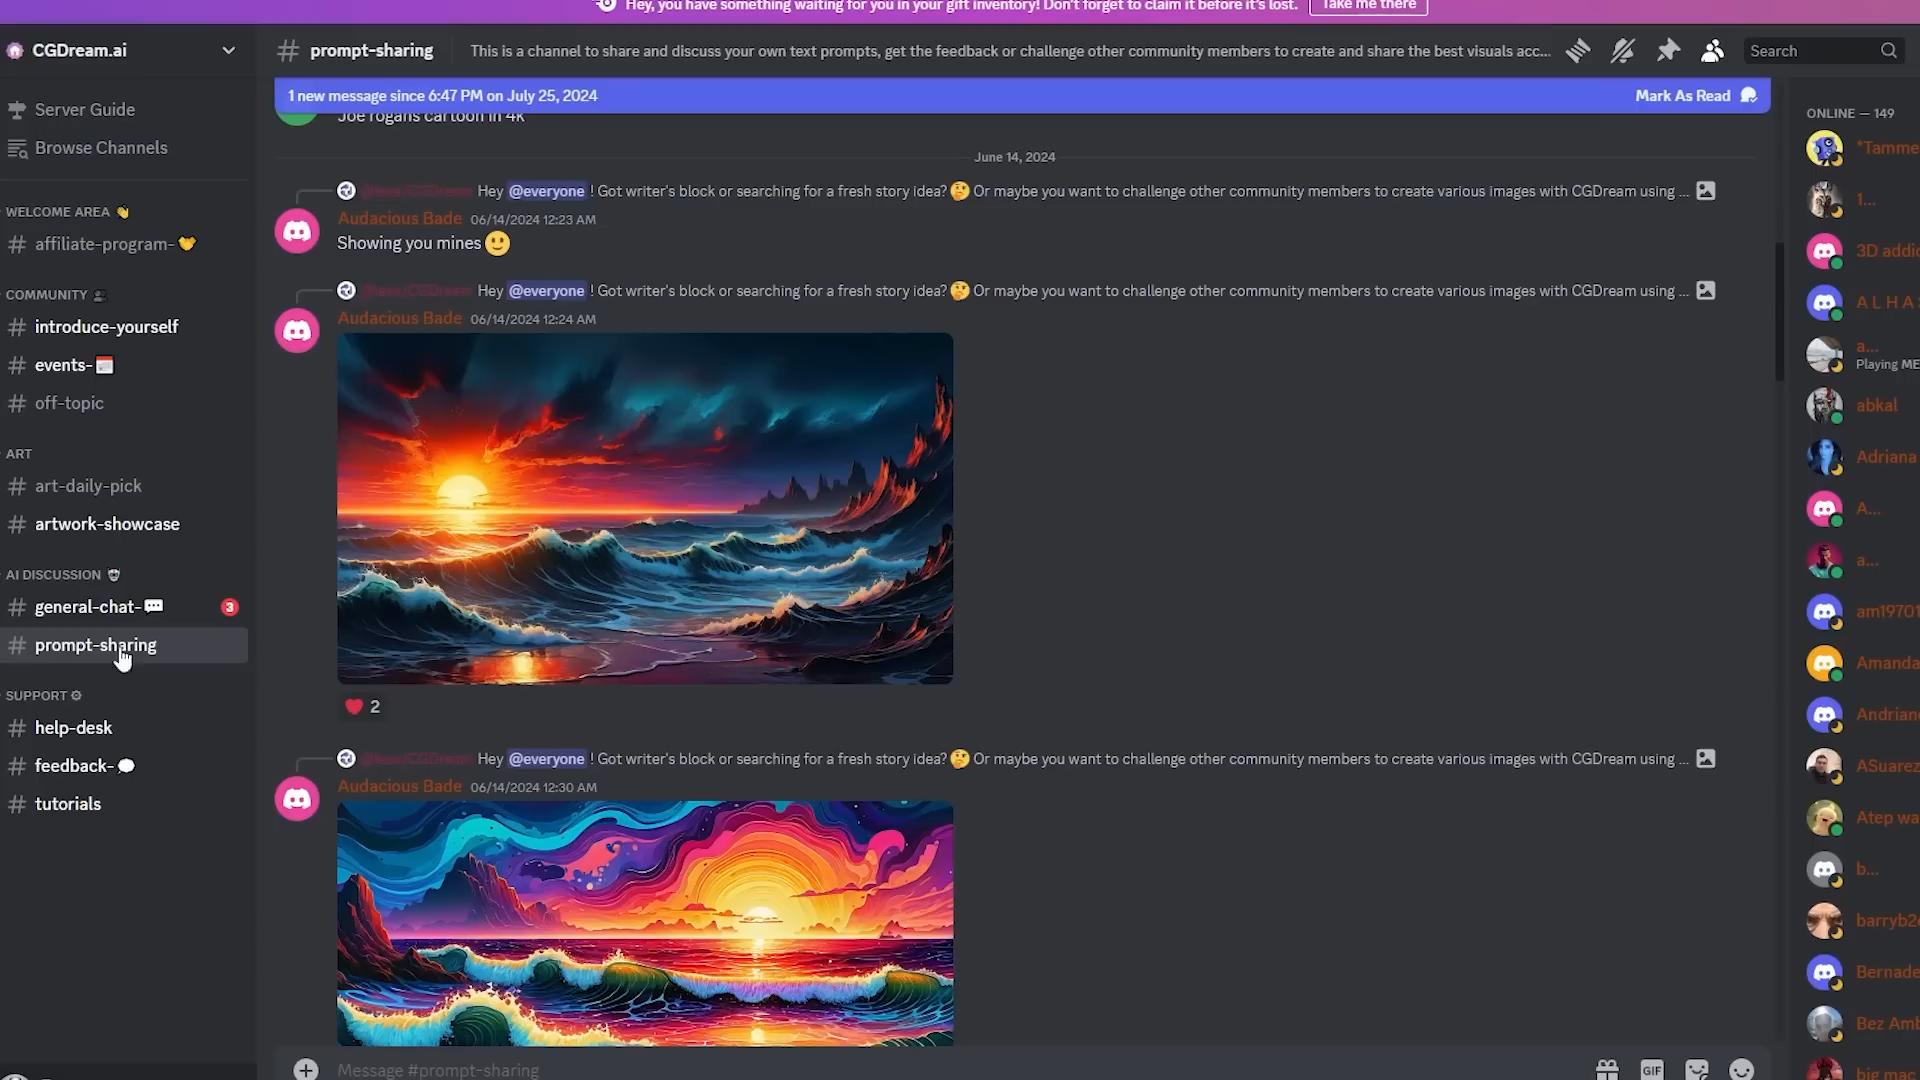 Hey, you have something waiting for you in your gift inventory! Don't forget to claim it before it's lost.
Take me there
CGDream.ai
Server Guide
Browse Channels
WELCOME AREA 👋
# affiliate-program-🤝
COMMUNITY 👥
# introduce-yourself
# events-🗓️
# off-topic
ART
# art-daily-pick
# artwork-showcase
AI DISCUSSION
# general-chat-💬
3
# prompt-sharing
SUPPORT ⚙
# help-desk
# feedback-💭
# tutorials
# prompt-sharing
This is a channel to share and discuss your own text prompts, get the feedback or challenge other community members to create and share the best visuals acc...
Search
1 new message since 6:47 PM on July 25, 2024
Mark As Read
Joe rogans cartoon in 4k
June 14, 2024
Hey @everyone ! Got writer's block or searching for a fresh story idea? 🤔 Or maybe you want to challenge other community members to create various images with CGDream using ...
Audacious Bade 06/14/2024 12:23 AM
Showing you mines 🙂
Hey @everyone ! Got writer's block or searching for a fresh story idea? 🤔 Or maybe you want to challenge other community members to create various images with CGDream using ...
Audacious Bade 06/14/2024 12:24 AM
❤️ 2
Hey @everyone ! Got writer's block or searching for a fresh story idea? 🤔 Or maybe you want to challenge other community members to create various images with CGDream using ...
Audacious Bade 06/14/2024 12:30 AM
Message #prompt-sharing
GIF
ONLINE — 149
*Tamme
1...
3D addic
A L H A
a...
Playing ME
abkal
Adriana
A...
a...
am19701
Amanda
Andriano
ASuarez
Atep wa
b...
barryb2
Bernade
Bez Amb
big mac